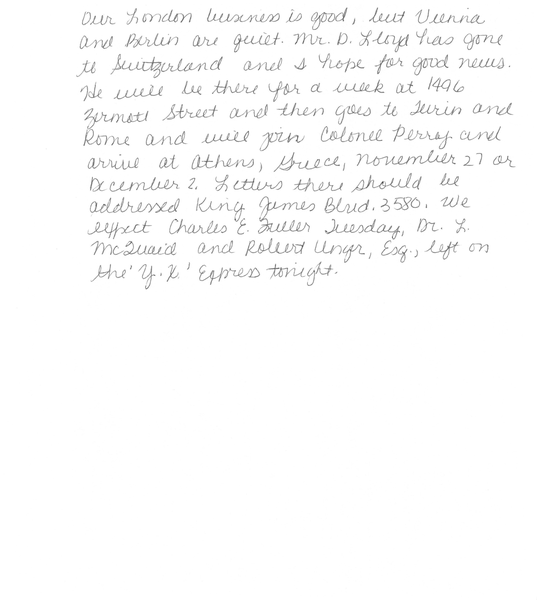 Our London business is good, but Vienna
and Berlin are quiet. Mr. D. Lloyd has gone
to Switzerland and I hope for good news.
He will be there for a week at 1496
Zermott Street and then goes to Turin and
Rome and will join Colonel Perry and
arrive at Athens, Greece, November 27 or
December 2. Letters there should be
addressed King James Blvd. 3580. We
expect Charles E. Fuller Tuesday, Dr. L.
McQuaid and Robert Unger, Esq., left on
the 'Y.X.' Express tonight.